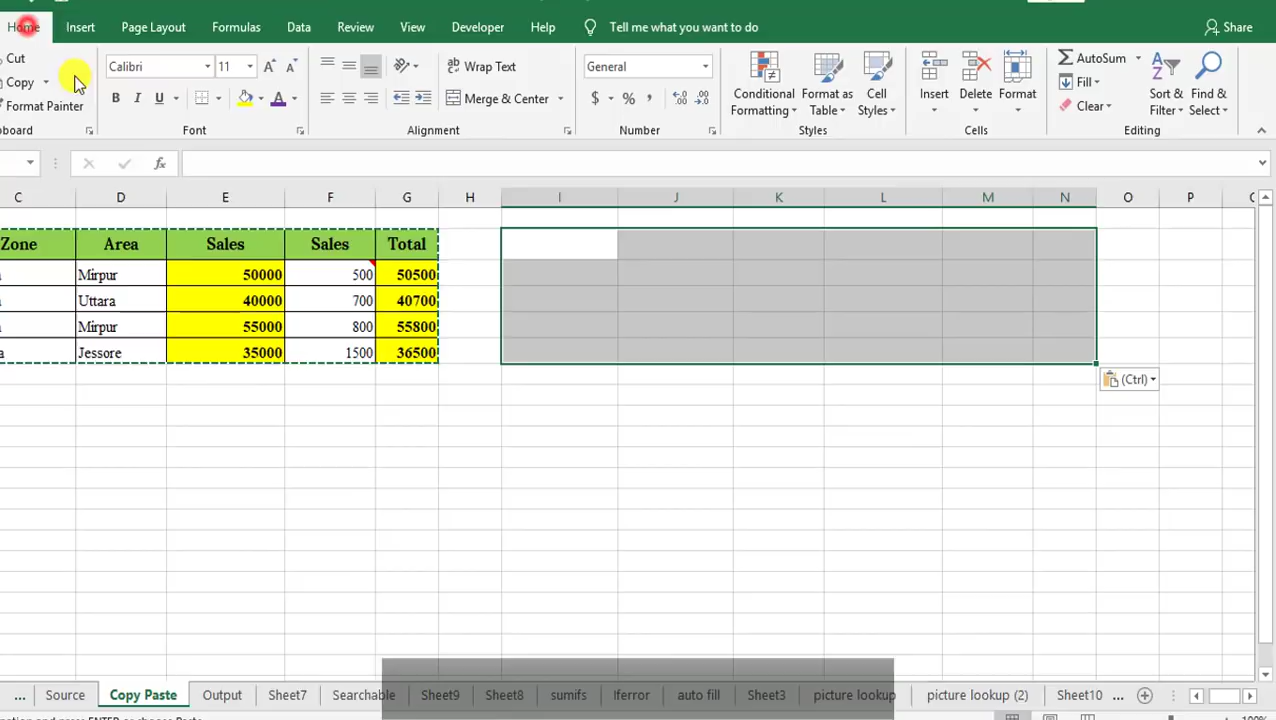 Home Insert Page Layout Formulas Data Review View Developer Help Tell me what you want to do Share
Cut
Copy
Format Painter
Calibri 11
B I U
Wrap Text
Merge & Center
General
$ %
Conditional Formatting
Format as Table
Cell Styles
Insert Delete Format
AutoSum
Fill
Clear
Sort & Filter
Find & Select
Font Alignment Number Styles Cells Editing
fx
C D E F G H I J K L M N O P
Zone Area Sales Sales Total
Mirpur 50000 500 50500
Uttara 40000 700 40700
Mirpur 55000 800 55800
Jessore 35000 1500 36500
(Ctrl)
... Source Copy Paste Output Sheet7 Searchable Sheet9 Sheet8 sumifs Iferror auto fill Sheet3 picture lookup picture lookup (2) Sheet10 ...